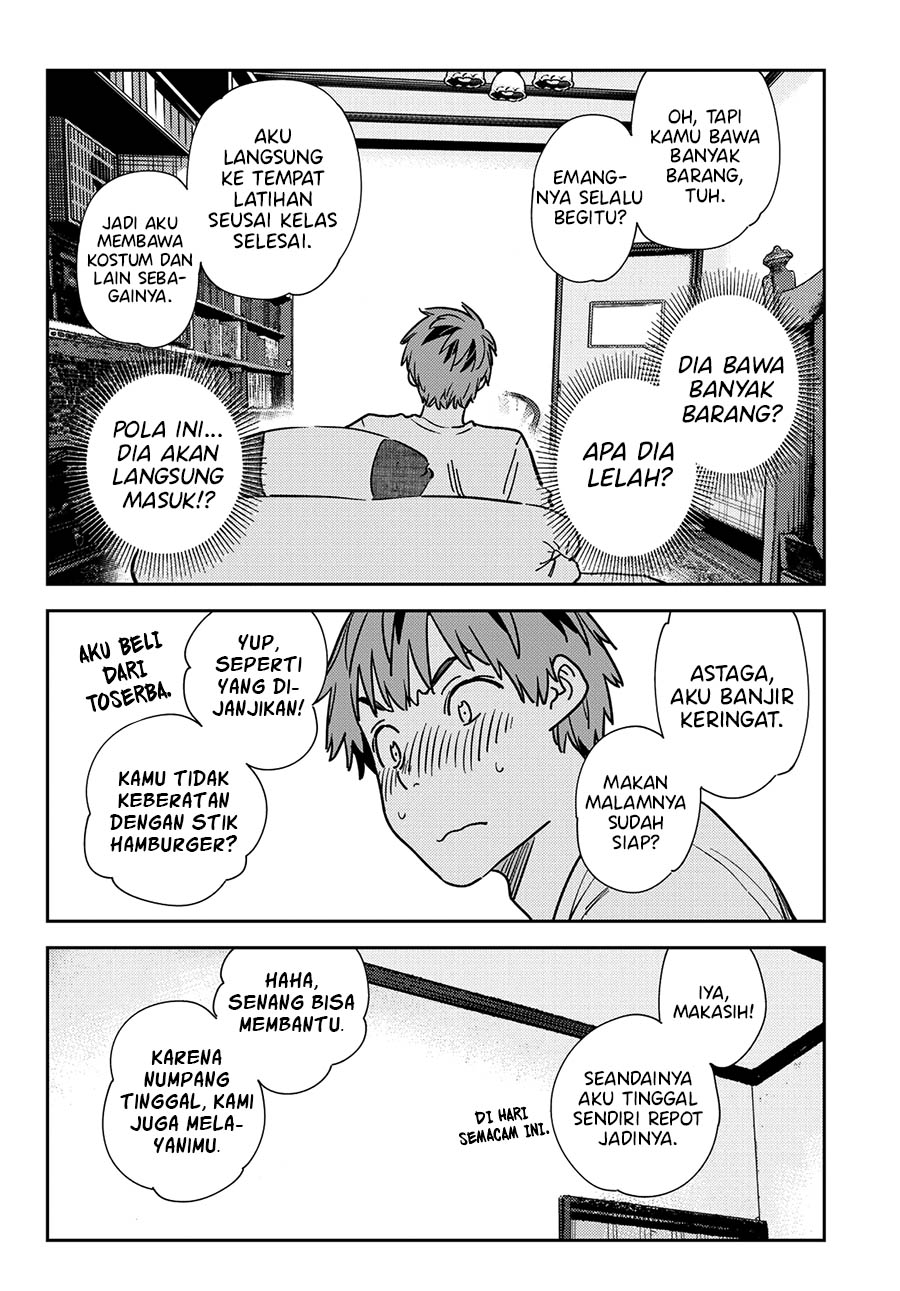 OH, TAPI
KAMU BAWA
BANYAK
BARANG,
TUH.
EMANG-
NYA SELALU
BEGITU?
AKU
LANGSUNG
KE TEMPAT
LATIHAN
SEUSAI KELAS
SELESAI.
JADI AKU
MEMBAWA
KOSTUM DAN
LAIN SEBA-
GAINYA.
DIA BAWA
BANYAK
BARANG?
APA DIA
LELAH?
POLA INI...
DIA AKAN
LANGSUNG
MASUK!?
ASTAGA,
AKU BANJIR
KERINGAT.
MAKAN
MALAMNYA
SUDAH
SIAP?
YUP,
SEPERTI
YANG DI-
JANJIKAN!
AKU BELI
DARI
TOSERBA.
KAMU TIDAK
KEBERATAN
DENGAN STIK
HAMBURGER?
IYA,
MAKASIH!
SEANDAINYA
AKU TINGGAL
SENDIRI REPOT
JADINYA.
DI HARI
SEMACAM INI.
HAHA,
SENANG BISA
MEMBANTU.
KARENA
NUMPANG
TINGGAL, KAMI
JUGA MELA-
YANIMU.